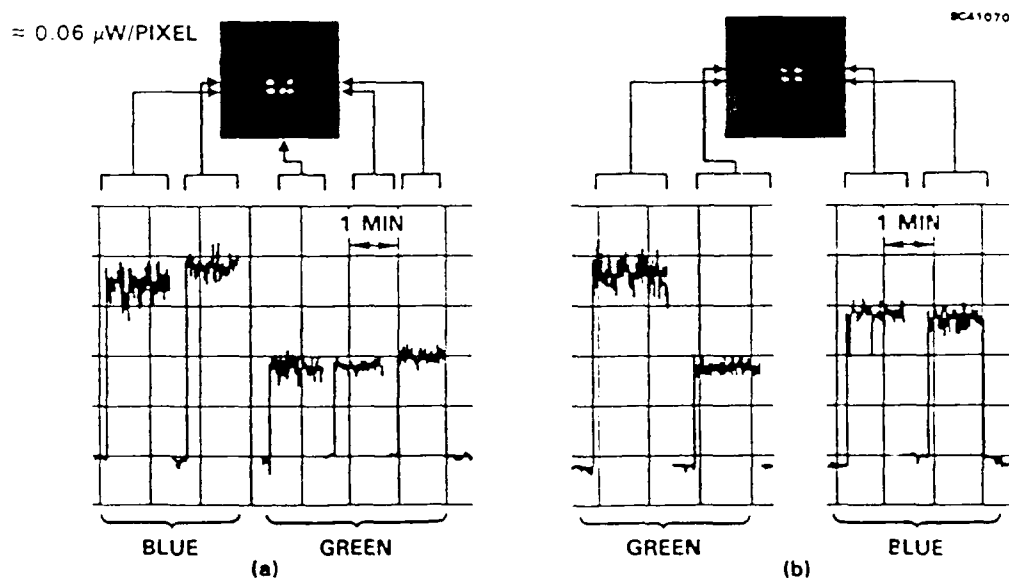 ≈ 0.06 μW/PIXEL
SC41070
1 MIN
1 MIN
BLUE
GREEN
GREEN
BLUE
(a)
(b)